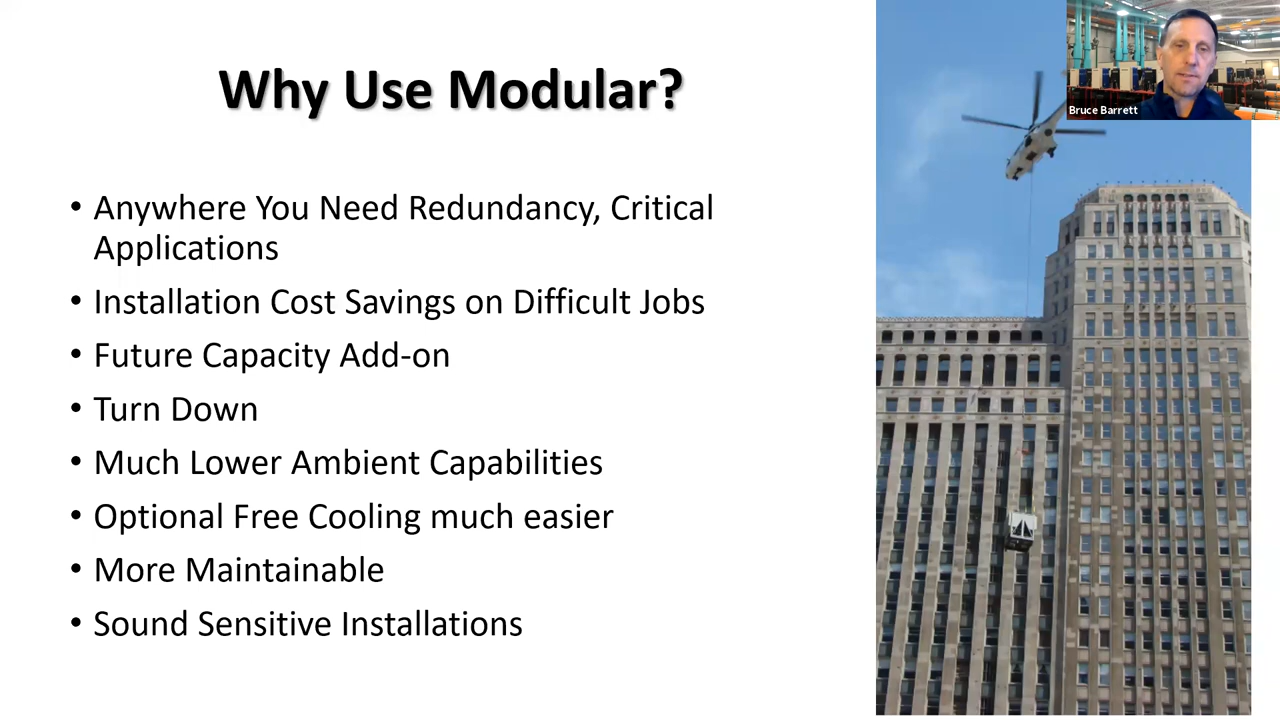 Why Use Modular?
Bruce Barrett
• Anywhere You Need Redundancy, Critical
Applications
• Installation Cost Savings on Difficult Jobs
• Future Capacity Add-on
• Turn Down
• Much Lower Ambient Capabilities
• Optional Free Cooling much easier
• More Maintainable
• Sound Sensitive Installations